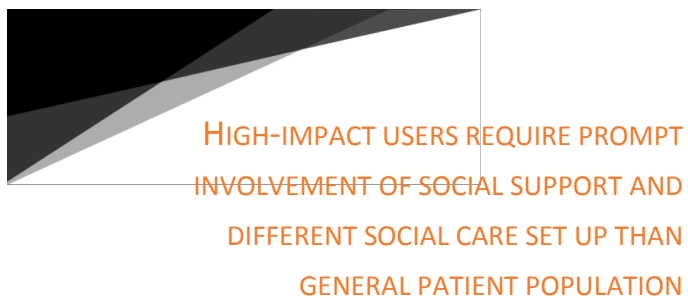 HIGH-IMPACT USERS REQUIRE PROMPT
INVOLVEMENT OF SOCIAL SUPPORT AND
DIFFERENT SOCIAL CARE SET UP THAN
GENERAL PATIENT POPULATION